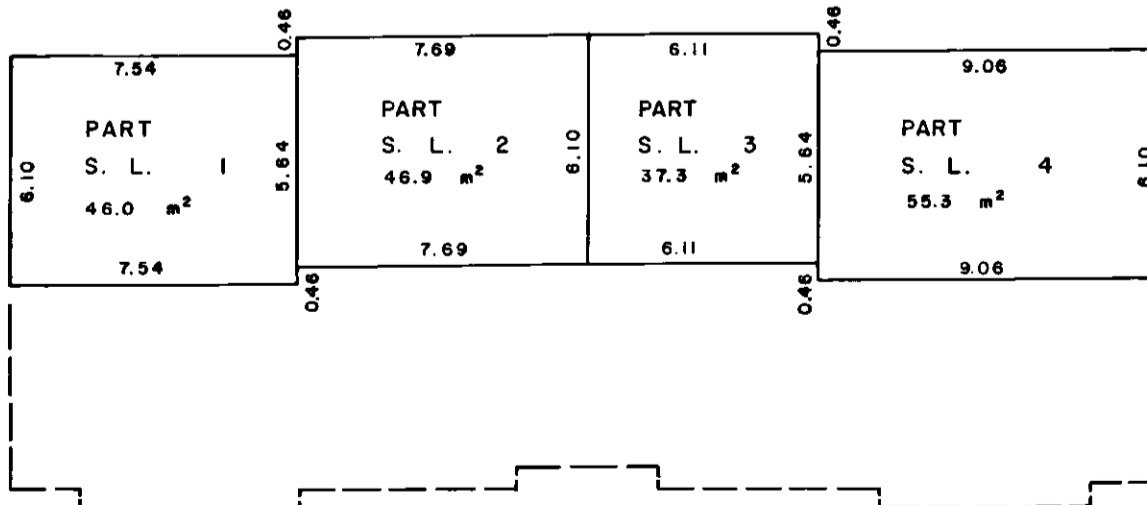 0.46
7.54
PART
S. L. 1
46.0 m²
6.10
5.64
7.54
0.46
7.69
PART
S. L. 2
46.9 m²
6.10
7.69
6.11
PART
S. L. 3
37.3 m²
5.64
6.11
0.46
0.46
9.06
PART
S. L. 4
55.3 m²
6.10
9.06